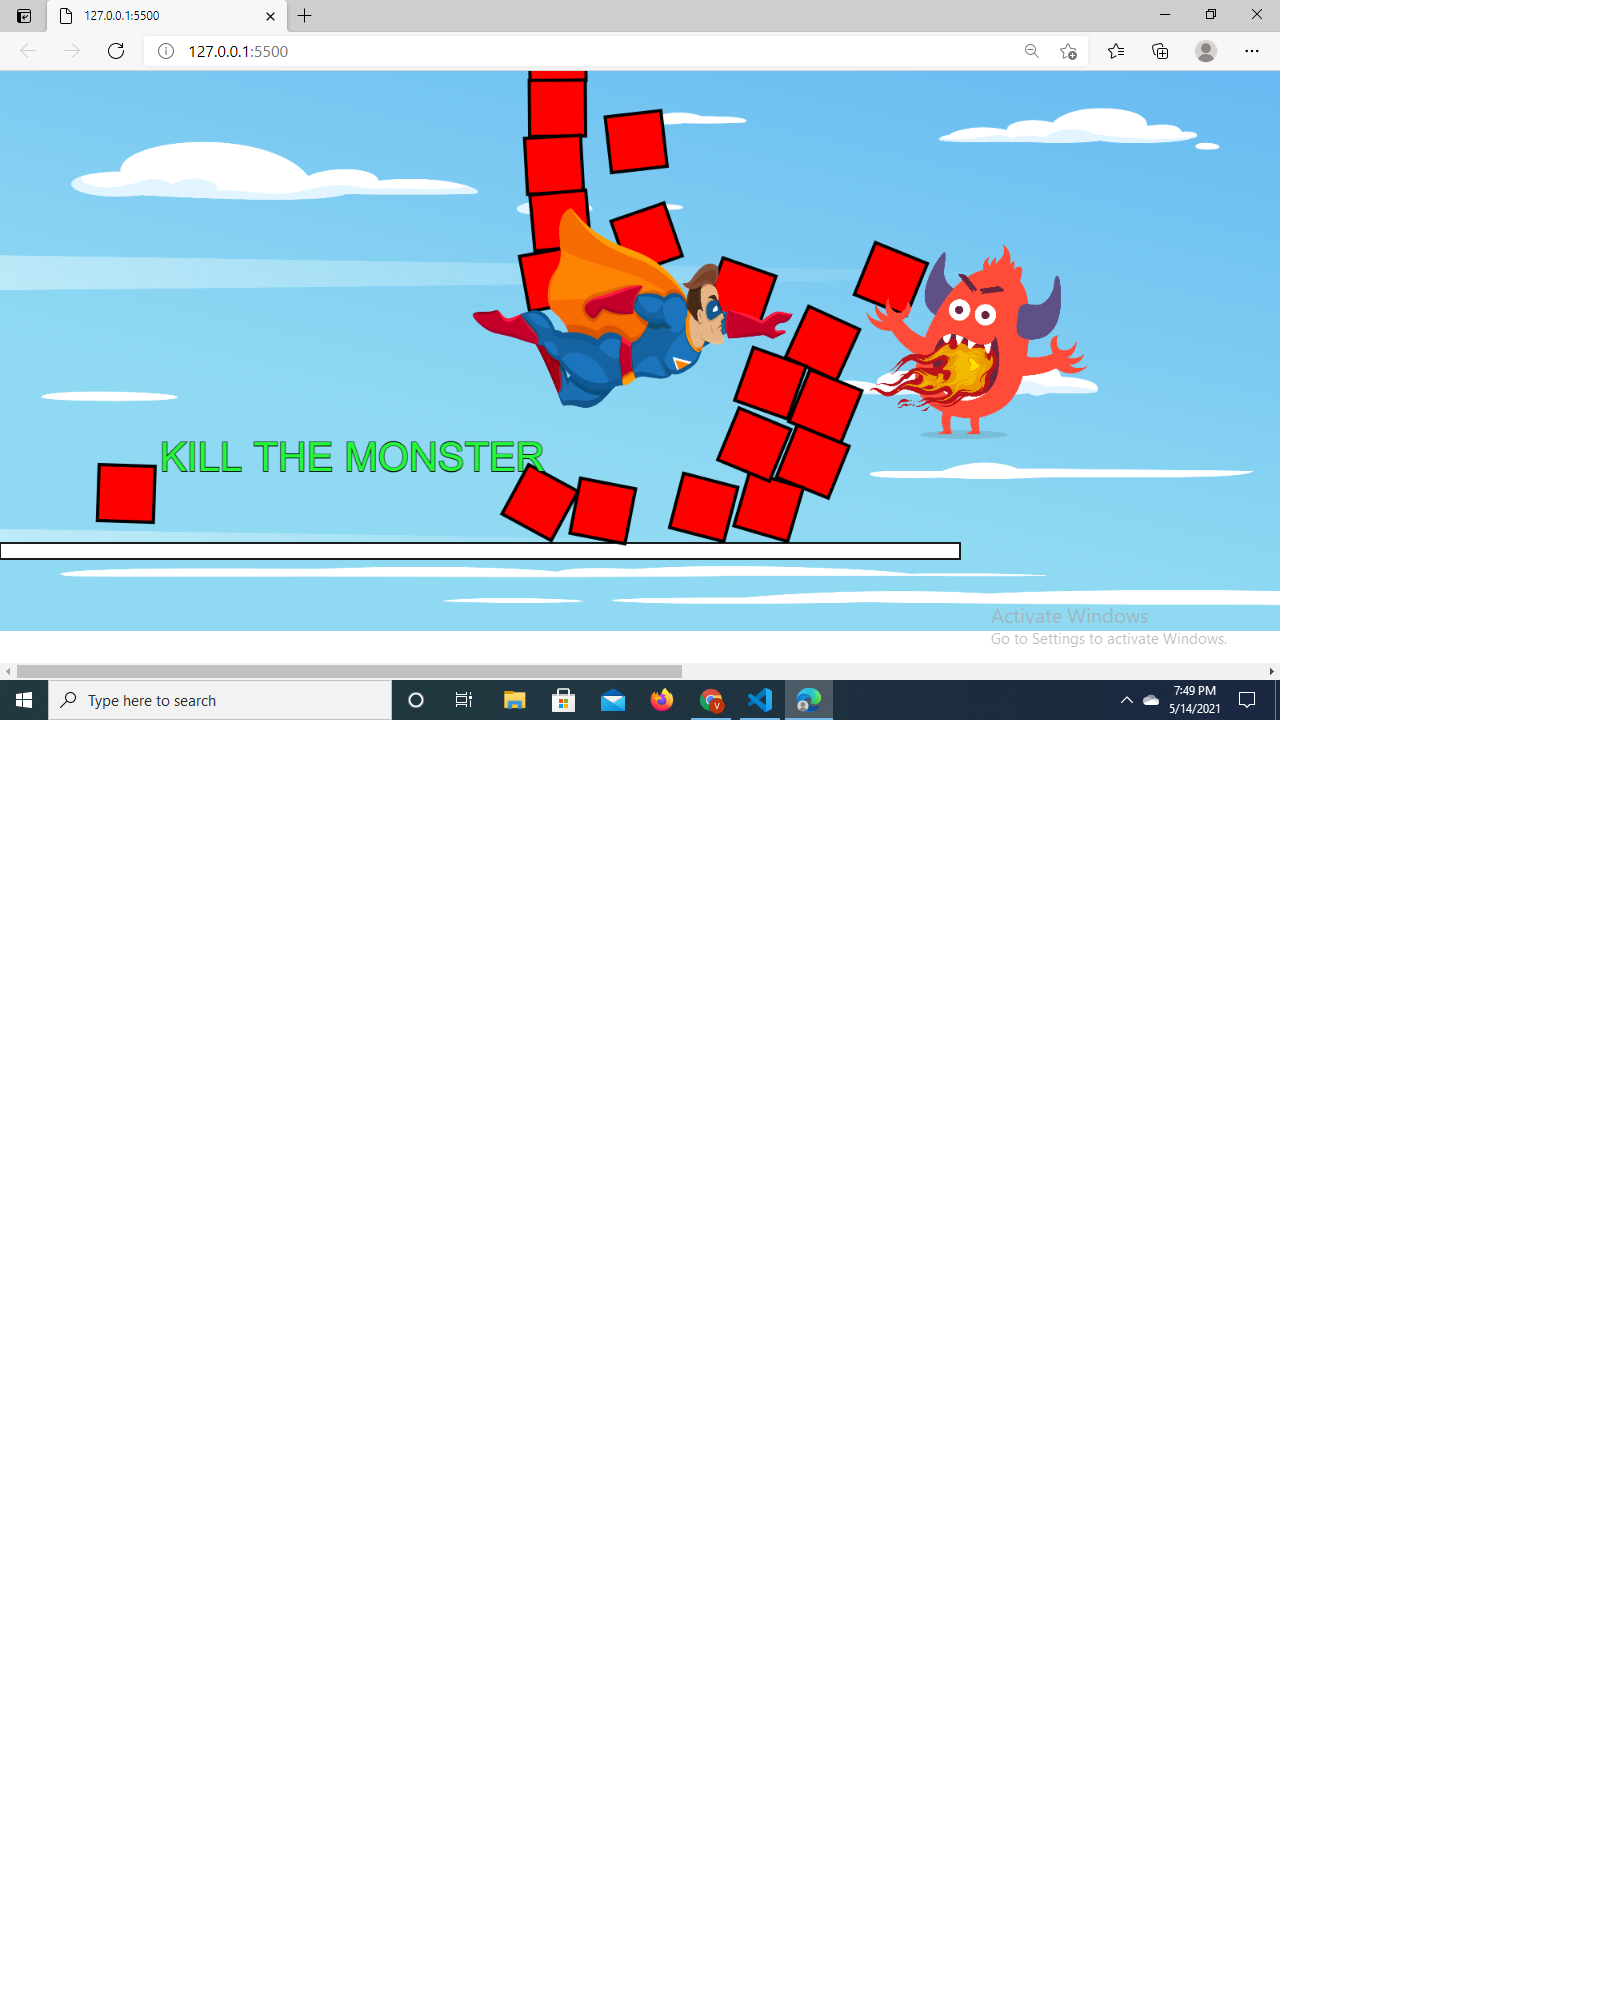 127.0.0.1:5500
127.0.0.1:5500
KILL THE MONSTER
Activate Windows
Go to Settings to activate Windows.
Type here to search
V
7:49 PM
5/14/2021